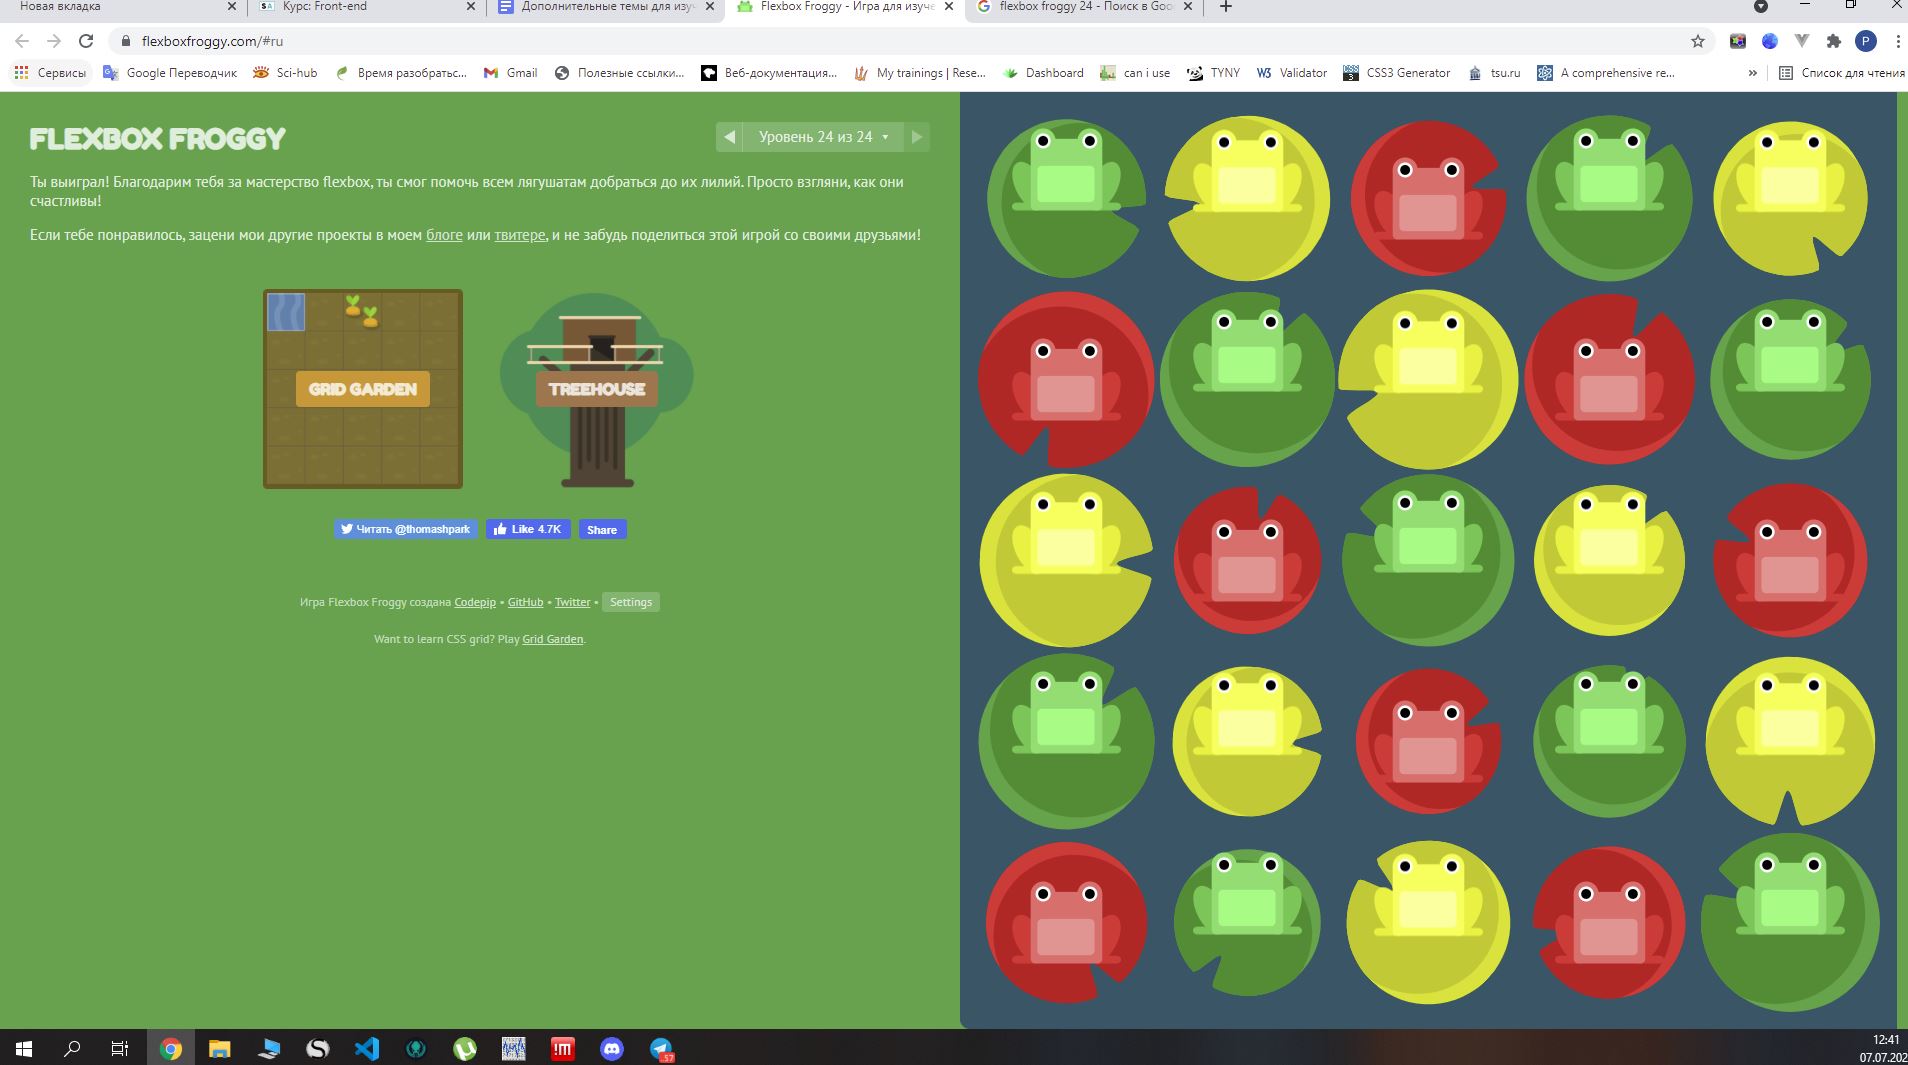 Новая вкладка
Курс: Front-end
Дополнительные темы для изуч
Flexbox Froggy - Игра для изуче
flexbox froggy 24 - Поиск в Goo
flexboxfroggy.com/#ru
P
Сервисы
Google Переводчик
Sci-hub
Время разобратьс...
Gmail
Полезные ссылки...
Веб-документация...
My trainings | Rese...
Dashboard
can i use
TYNY
Validator
CSS3 Generator
tsu.ru
A comprehensive re...
»
Список для чтения
FLEXBOX FROGGY
Уровень 24 из 24
Ты выиграл! Благодарим тебя за мастерство flexbox, ты смог помочь всем лягушатам добраться до их лилий. Просто взгляни, как они
счастливы!
Если тебе понравилось, зацени мои другие проекты в моем блоге или твитере, и не забудь поделиться этой игрой со своими друзьями!
GRID GARDEN
TREEHOUSE
Читать @thomashpark
Like 4.7K
Share
Игра Flexbox Froggy создана Codepip • GitHub • Twitter • Settings
Want to learn CSS grid? Play Grid Garden.
12:41
07.07.202